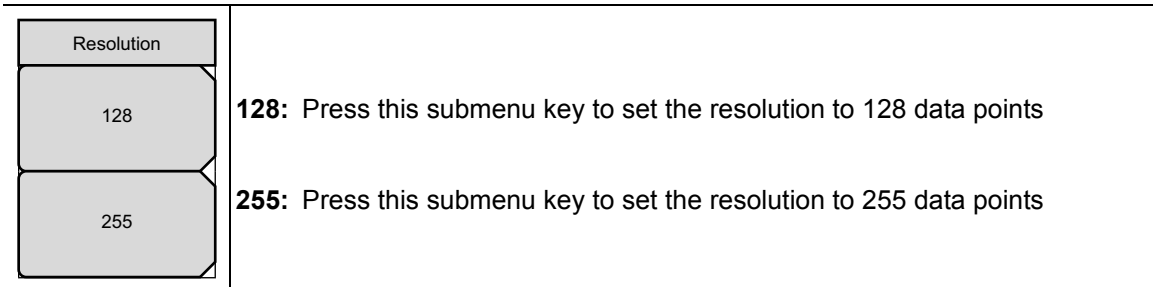 Resolution
128
128: Press this submenu key to set the resolution to 128 data points
255
255: Press this submenu key to set the resolution to 255 data points